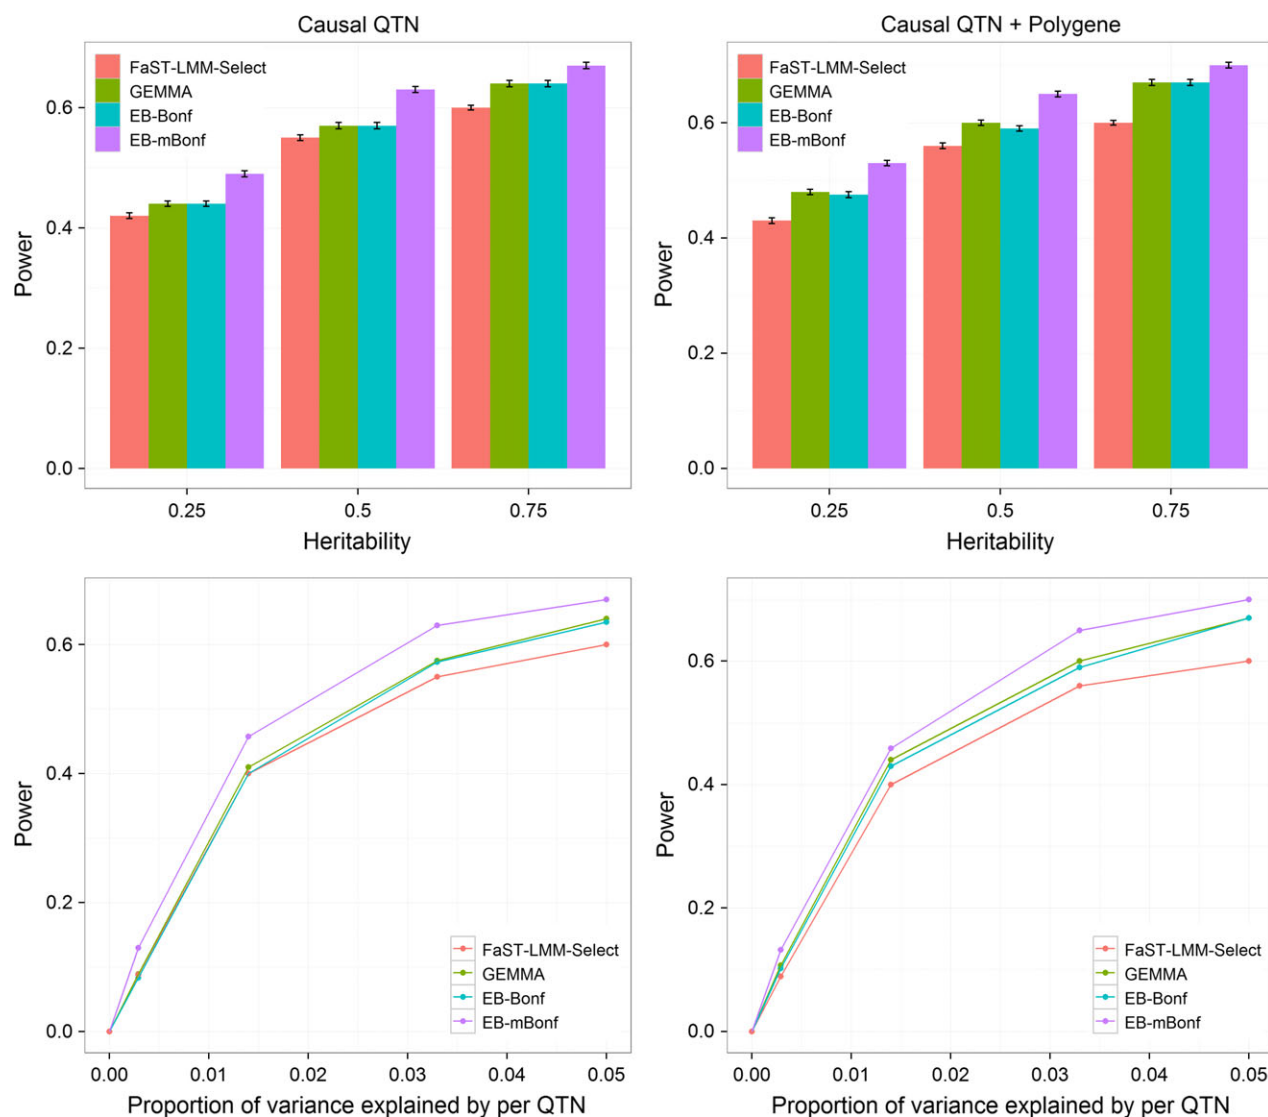 Causal QTN
FaST-LMM-Select
GEMMA
EB-Bonf
EB-mBonf
Power
0.6
0.4
0.2
0.0
0.25
0.5
0.75
Heritability
Causal QTN + Polygene
FaST-LMM-Select
GEMMA
EB-Bonf
EB-mBonf
Power
0.6
0.4
0.2
0.0
0.25
0.5
0.75
Heritability
Power
0.6
0.4
0.2
0.0
FaST-LMM-Select
GEMMA
EB-Bonf
EB-mBonf
0.00
0.01
0.02
0.03
0.04
0.05
Proportion of variance explained by per QTN
Power
0.6
0.4
0.2
0.0
FaST-LMM-Select
GEMMA
EB-Bonf
EB-mBonf
0.00
0.01
0.02
0.03
0.04
0.05
Proportion of variance explained by per QTN